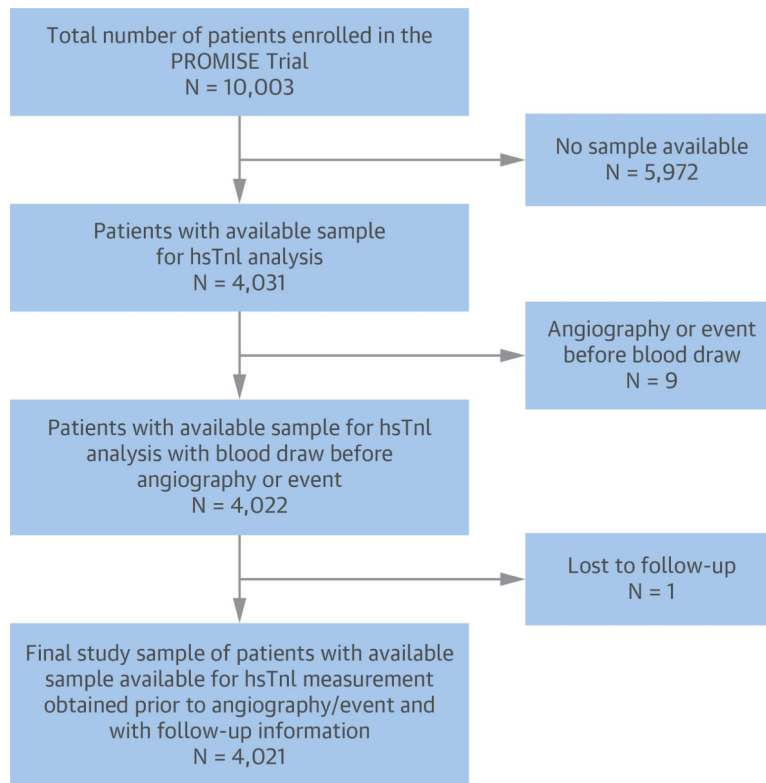 Total number of patients enrolled in the
PROMISE Trial
N = 10,003
No sample available
N = 5,972
Patients with available sample
for hsTnl analysis
N = 4,031
Angiography or event
before blood draw
N = 9
Patients with available sample for hsTnl
analysis with blood draw before
angiography or event
N = 4,022
Lost to follow-up
N = 1
Final study sample of patients with available
sample available for hsTnl measurement
obtained prior to angiography/event and
with follow-up information
N = 4,021